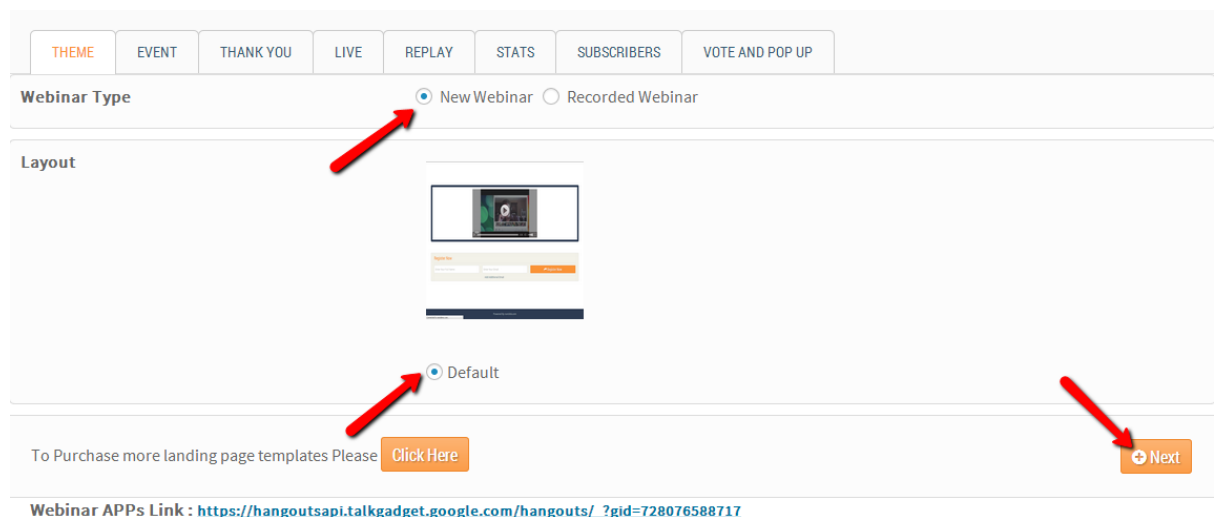 THEME EVENT THANK YOU LIVE REPLAY STATS SUBSCRIBERS VOTE AND POP UP
Webinar Type New Webinar Recorded Webinar
Layout
Default
To Purchase more landing page templates Please Click Here Next
Webinar APPs Link : https://hangoutsapi.talkgadget.google.com/hangouts/_?gid=728076588717